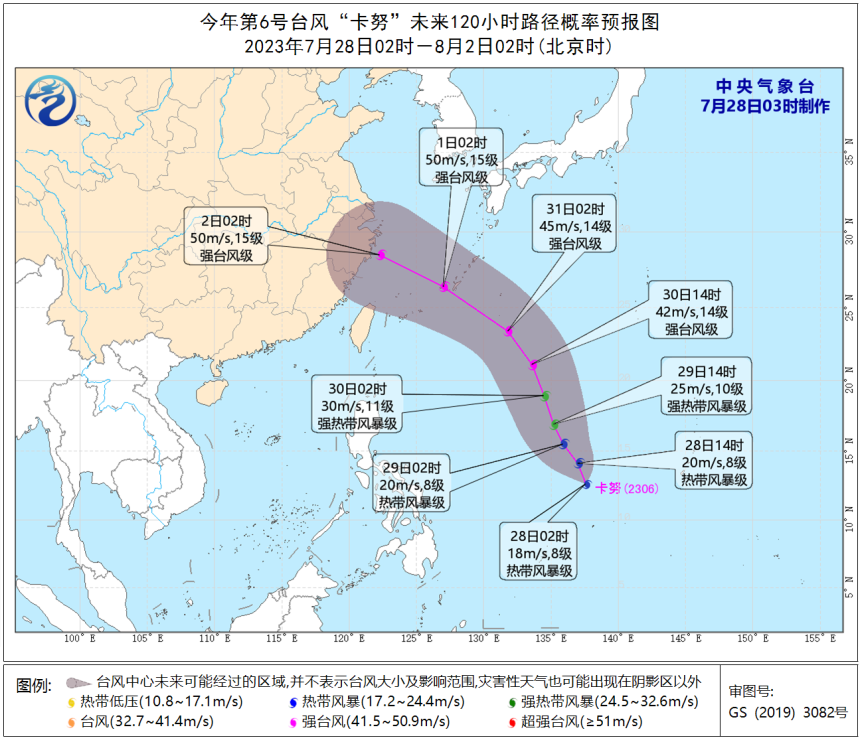 今年第6号台风“卡努”未来120小时路径概率预报图
2023年7月28日02时－8月2日02时(北京时)
中央气象台
7月28日03时制作
1日02时
50m/s,15级
强台风级
2日02时
50m/s,15级
强台风级
31日02时
45m/s,14级
强台风级
30日14时
42m/s,14级
强台风级
29日14时
25m/s,10级
强热带风暴级
30日02时
30m/s,11级
强热带风暴级
28日14时
20m/s,8级
热带风暴级
29日02时
20m/s,8级
热带风暴级
卡努(2306)
28日02时
18m/s,8级
热带风暴级
35° N
30° N
25° N
20° N
15° N
10° N
5° N
100° E
105° E
110° E
115° E
120° E
125° E
130° E
135° E
140° E
145° E
150° E
155° E
图例:
台风中心未来可能经过的区域,并不表示台风大小及影响范围,灾害性天气也可能出现在阴影区以外
热带低压(10.8~17.1m/s) 热带风暴(17.2~24.4m/s) 强热带风暴(24.5~32.6m/s)
台风(32.7~41.4m/s) 强台风(41.5~50.9m/s) 超强台风(≥51m/s)
审图号:
GS (2019) 3082号